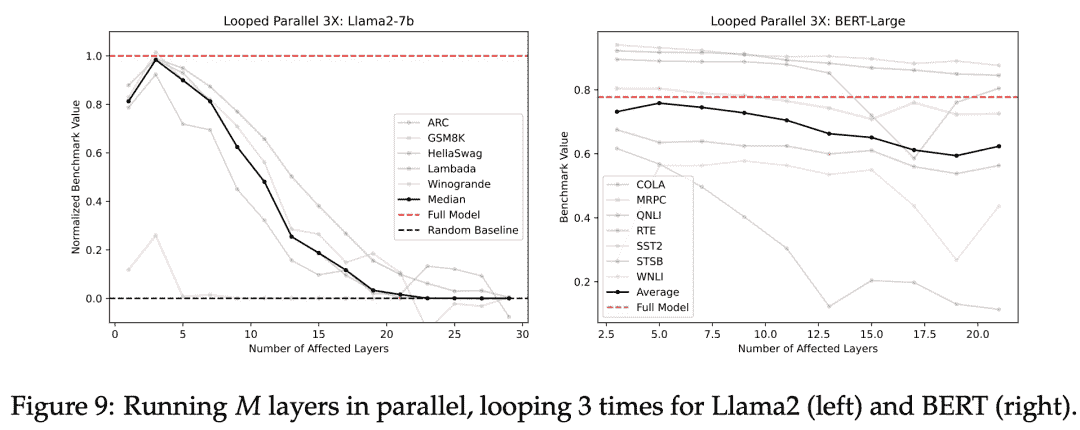 Looped Parallel 3X: Llama2-7b
Normalized Benchmark Value
1.0
0.8
0.6
0.4
0.2
0.0
0
5
10
15
20
25
30
Number of Affected Layers
ARC
GSM8K
HellaSwag
Lambada
Winogrande
Median
Full Model
Random Baseline
Looped Parallel 3X: BERT-Large
Benchmark Value
0.8
0.6
0.4
0.2
2.5
5.0
7.5
10.0
12.5
15.0
17.5
20.0
Number of Affected Layers
COLA
MRPC
QNLI
RTE
SST2
STSB
WNLI
Average
Full Model
Figure 9: Running M layers in parallel, looping 3 times for Llama2 (left) and BERT (right).